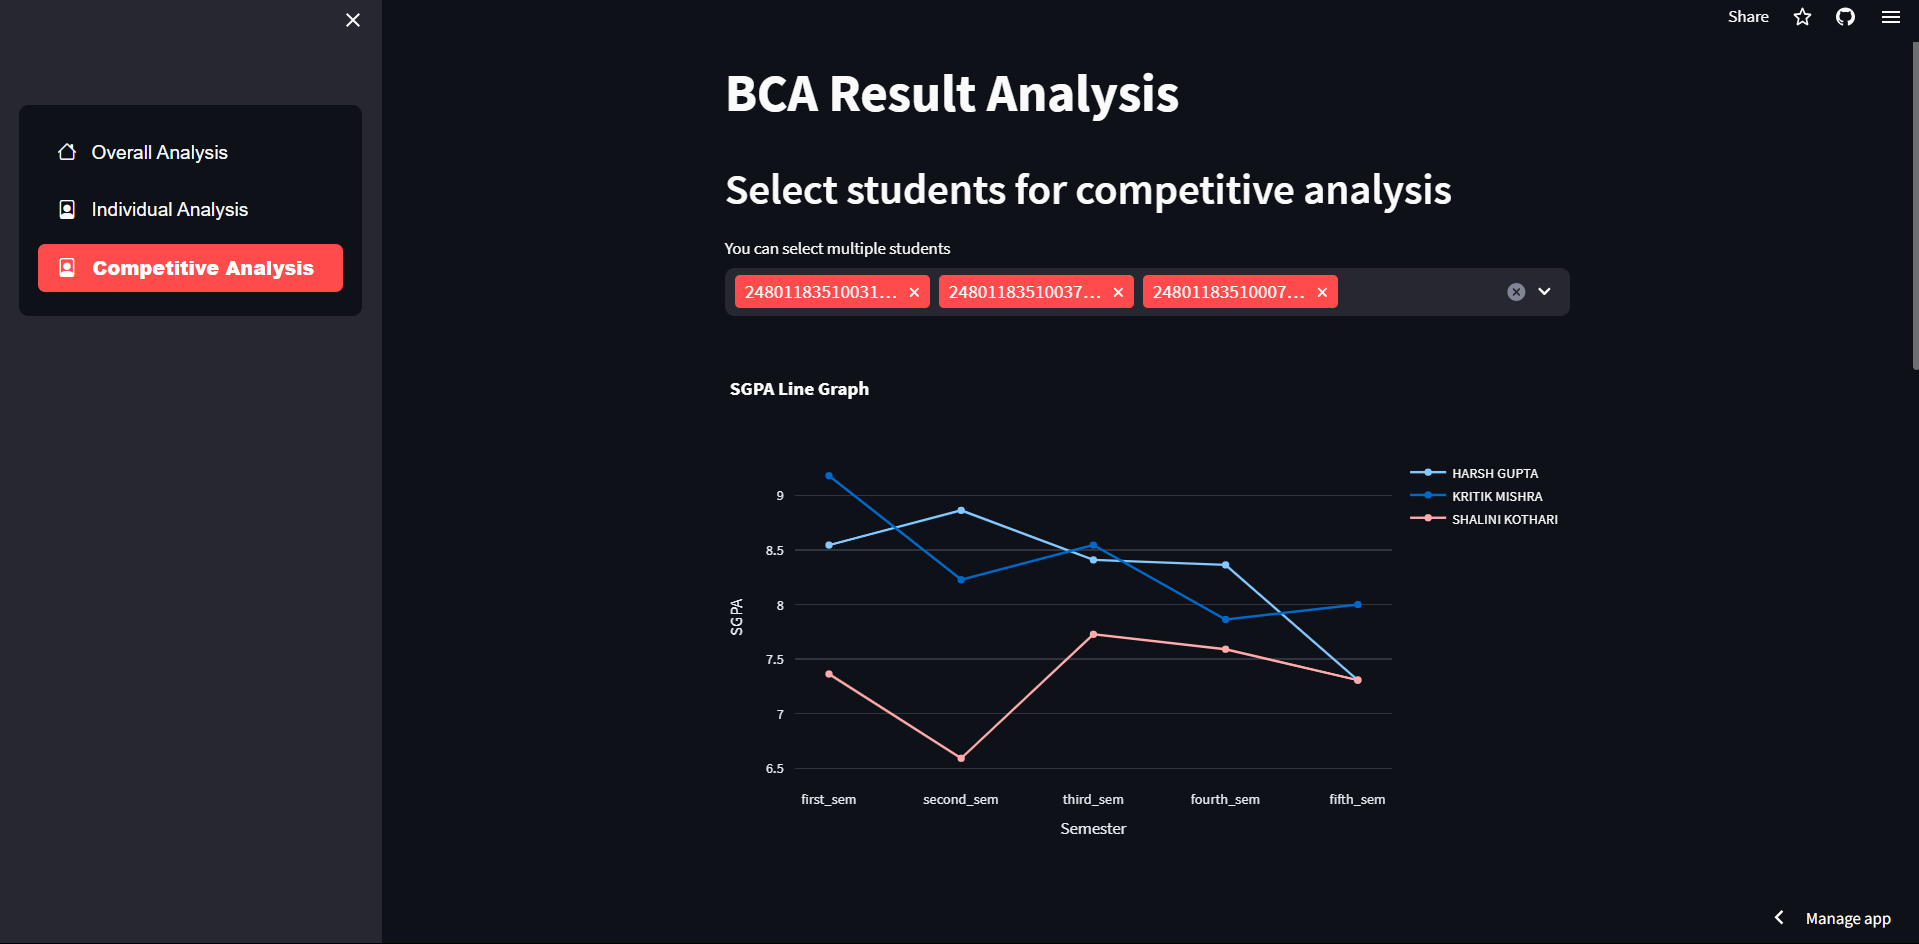 Share
Overall Analysis
Individual Analysis
Competitive Analysis
BCA Result Analysis
Select students for competitive analysis
You can select multiple students
24801183510031... 24801183510037... 24801183510007...
SGPA Line Graph
HARSH GUPTA
KRITIK MISHRA
SHALINI KOTHARI
SGPA
9
8.5
8
7.5
7
6.5
first_sem second_sem third_sem fourth_sem fifth_sem
Semester
Manage app